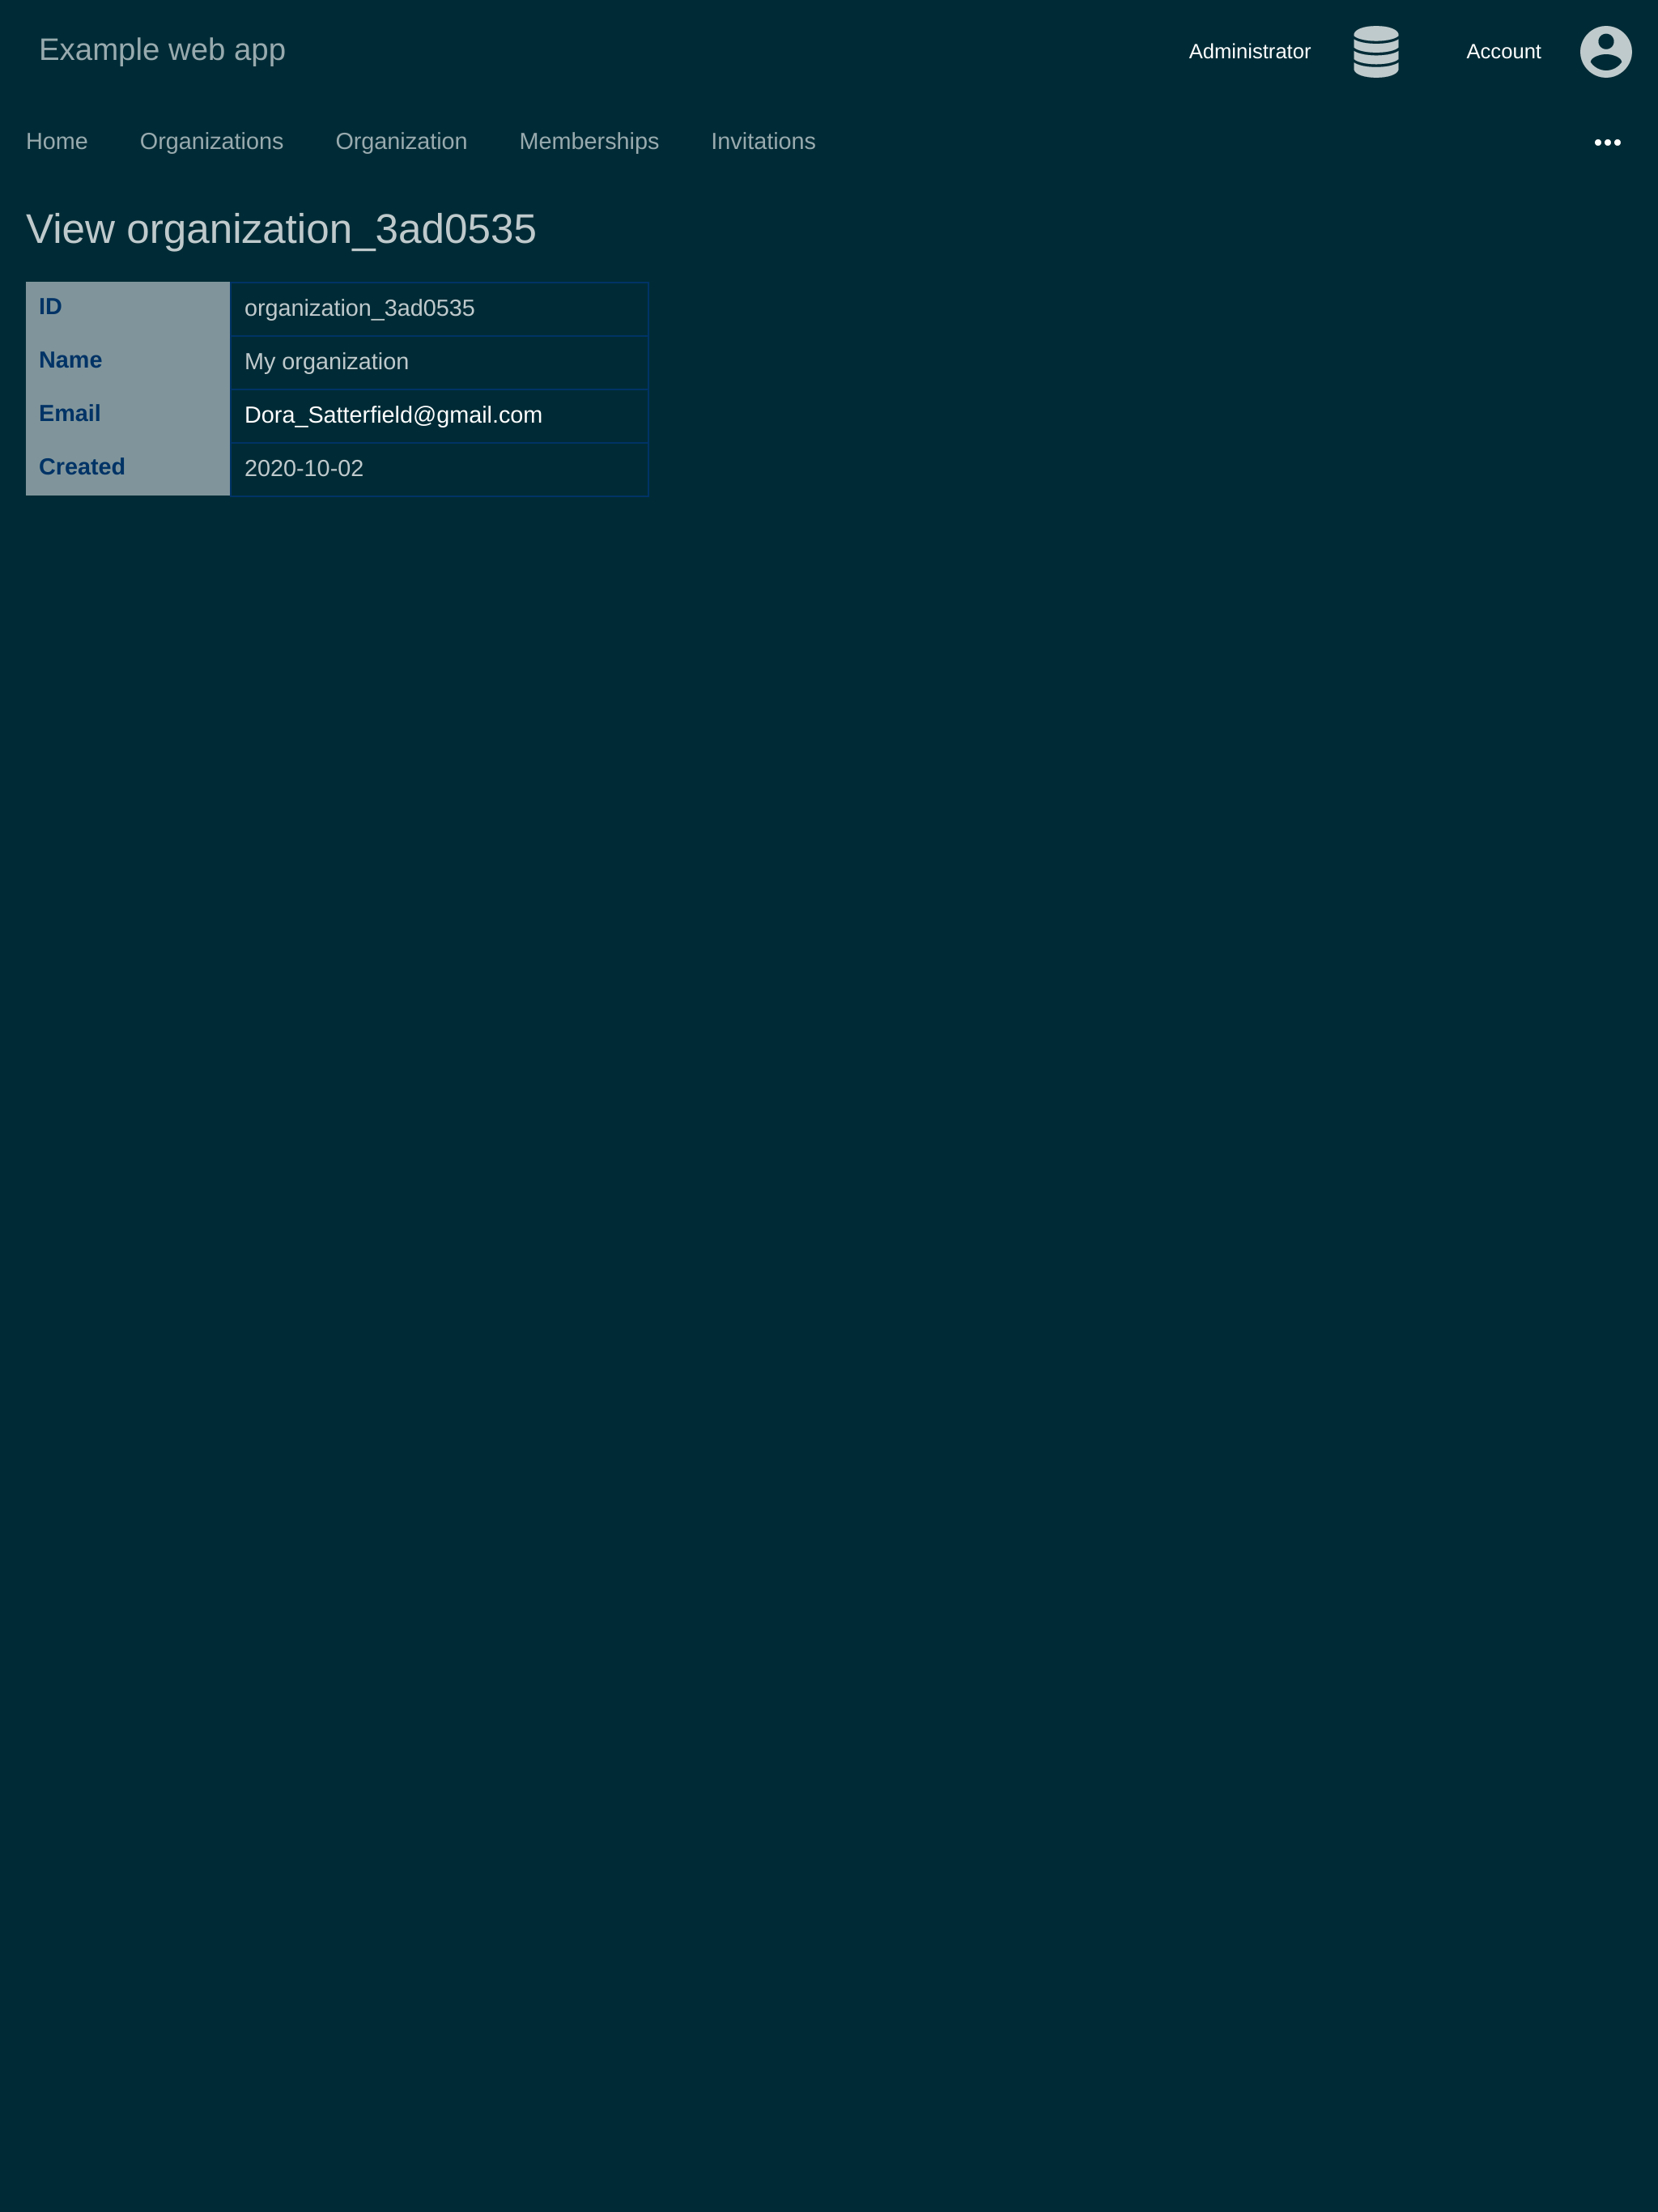 Example web app
Administrator
Account
Home Organizations Organization Memberships Invitations
View organization_3ad0535
ID organization_3ad0535
Name My organization
Email Dora_Satterfield@gmail.com
Created 2020-10-02